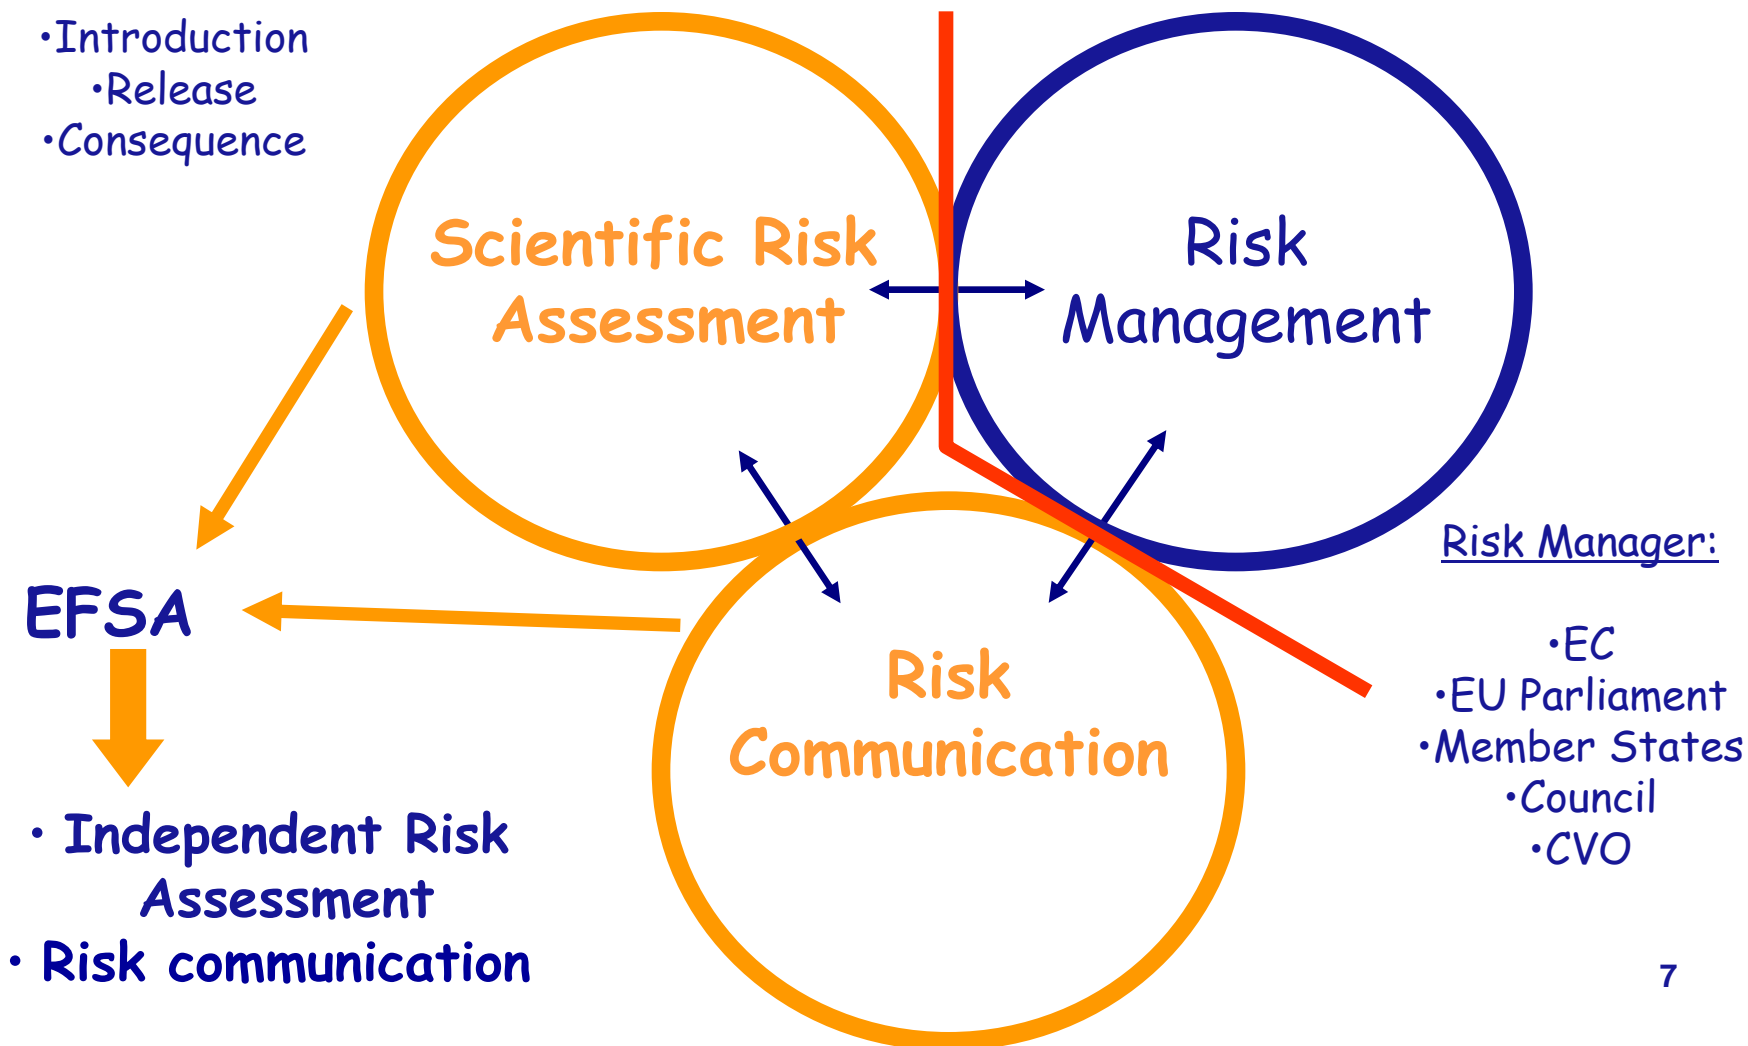 •Introduction
•Release
•Consequence
Scientific Risk
Assessment
Risk
Management
EFSA
Risk
Communication
• Independent Risk
Assessment
• Risk communication
Risk Manager:
•EC
•EU Parliament
•Member States
•Council
•CVO
7